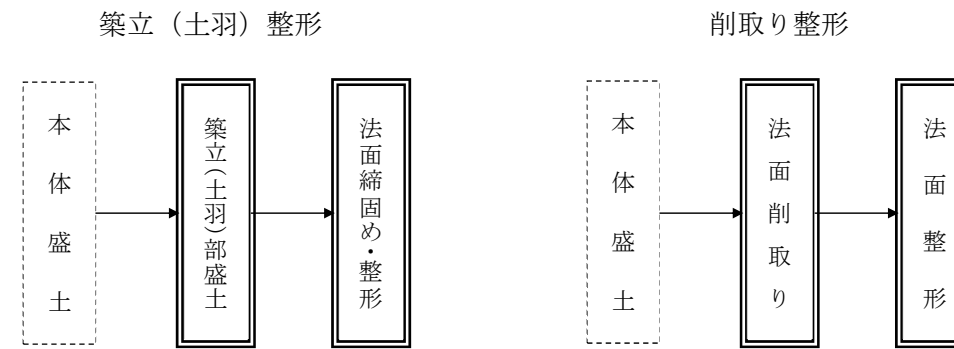 築立（土羽）整形
本体盛土
築立（土羽）部盛土
法面締固め・整形
削取り整形
本体盛土
法面削取り
法面整形